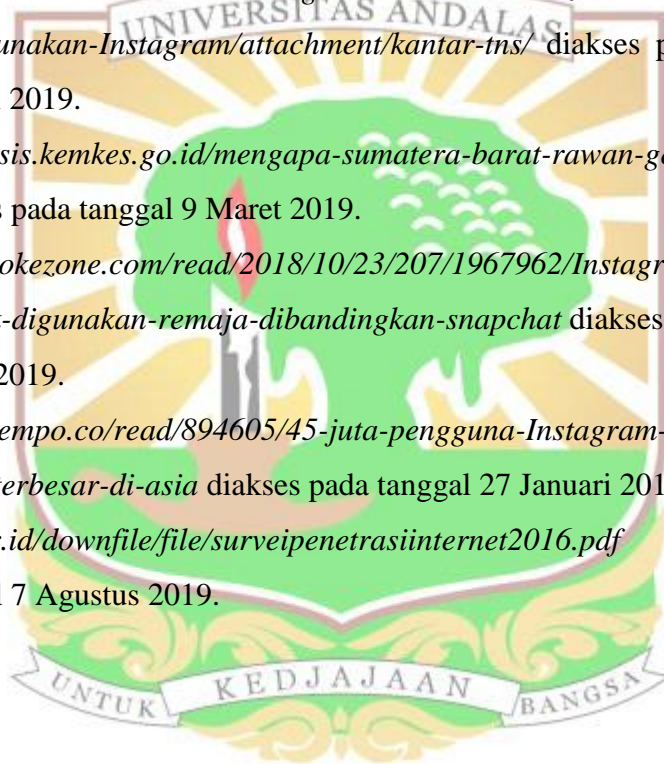 UNIVERSITAS ANDALAS
unakan-Instagram/attachment/kantar-tns/ diakses p
2019.
sis.kemkes.go.id/mengapa-sumatera-barat-rawan-g
s pada tanggal 9 Maret 2019.
okezone.com/read/2018/10/23/207/1967962/Instagr
-digunakan-remaja-dibandingkan-snapchat diakses
2019.
empo.co/read/894605/45-juta-pengguna-Instagram-
terbesar-di-asia diakses pada tanggal 27 Januari 201
.id/downfile/file/surveipenetrasiinternet2016.pdf
l 7 Agustus 2019.
UNTUK KEDJAJAAN BANGSA